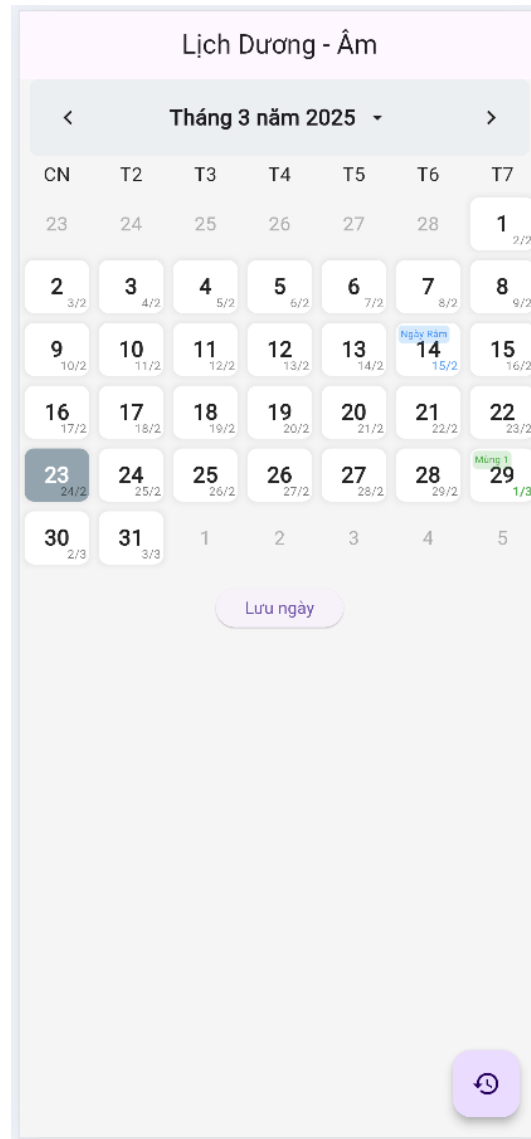 Lịch Dương - Âm
Tháng 3 năm 2025
CN T2 T3 T4 T5 T6 T7
23 24 25 26 27 28 1
2/2
2 3 4 5 6 7 8
3/2 4/2 5/2 6/2 7/2 8/2 9/2
Ngày Rằm
9 10 11 12 13 14 15
10/2 11/2 12/2 13/2 14/2 15/2 16/2
16 17 18 19 20 21 22
17/2 18/2 19/2 20/2 21/2 22/2 23/2
Mùng 1
23 24 25 26 27 28 29
24/2 25/2 26/2 27/2 28/2 29/2 1/3
30 31 1 2 3 4 5
2/3 3/3
Lưu ngày